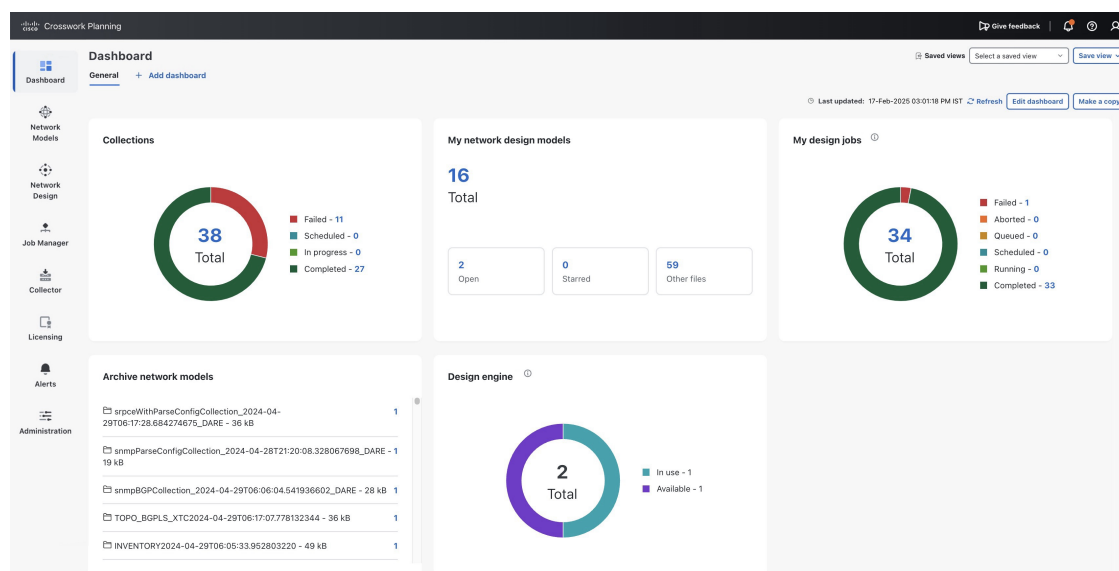 cisco Crosswork Planning
Give feedback
Dashboard
Network
Models
Network
Design
Job Manager
Collector
Licensing
Alerts
Administration
Dashboard
General + Add dashboard
Saved views Select a saved view Save view
Last updated: 17-Feb-2025 03:01:18 PM IST Refresh Edit dashboard Make a copy
Collections
38
Total
Failed - 11
Scheduled - 0
In progress - 0
Completed - 27
My network design models
16
Total
2
Open
0
Starred
59
Other files
My design jobs
34
Total
Failed - 1
Aborted - 0
Queued - 0
Scheduled - 0
Running - 0
Completed - 33
Archive network models
srpceWithParseConfigCollection_2024-04- 1
29T06:17:28.684274675_DARE - 36 kB
snmpParseConfigCollection_2024-04-28T21:20:08.328067698_DARE - 1
19 kB
snmpBGPCollection_2024-04-29T06:06:04.541936602_DARE - 28 kB 1
TOPO_BGPLS_XTC2024-04-29T06:17:07.778132344 - 36 kB 1
INVENTORY2024-04-29T06:05:33.952803220 - 49 kB 1
Design engine
2
Total
In use - 1
Available - 1